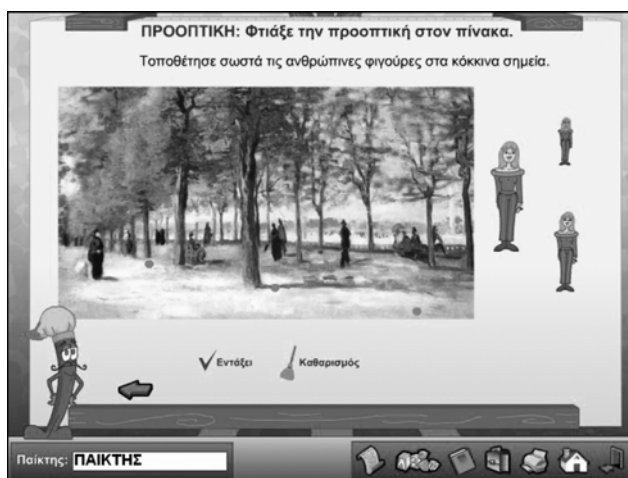 ΠΡΟΟΠΤΙΚΗ: Φτιάξε την προοπτική στον πίνακα.
Τοποθέτησε σωστά τις ανθρώπινες φιγούρες στα κόκκινα σημεία.
Εντάξει
Καθαρισμός
Παίκτης: ΠΑΙΚΤΗΣ